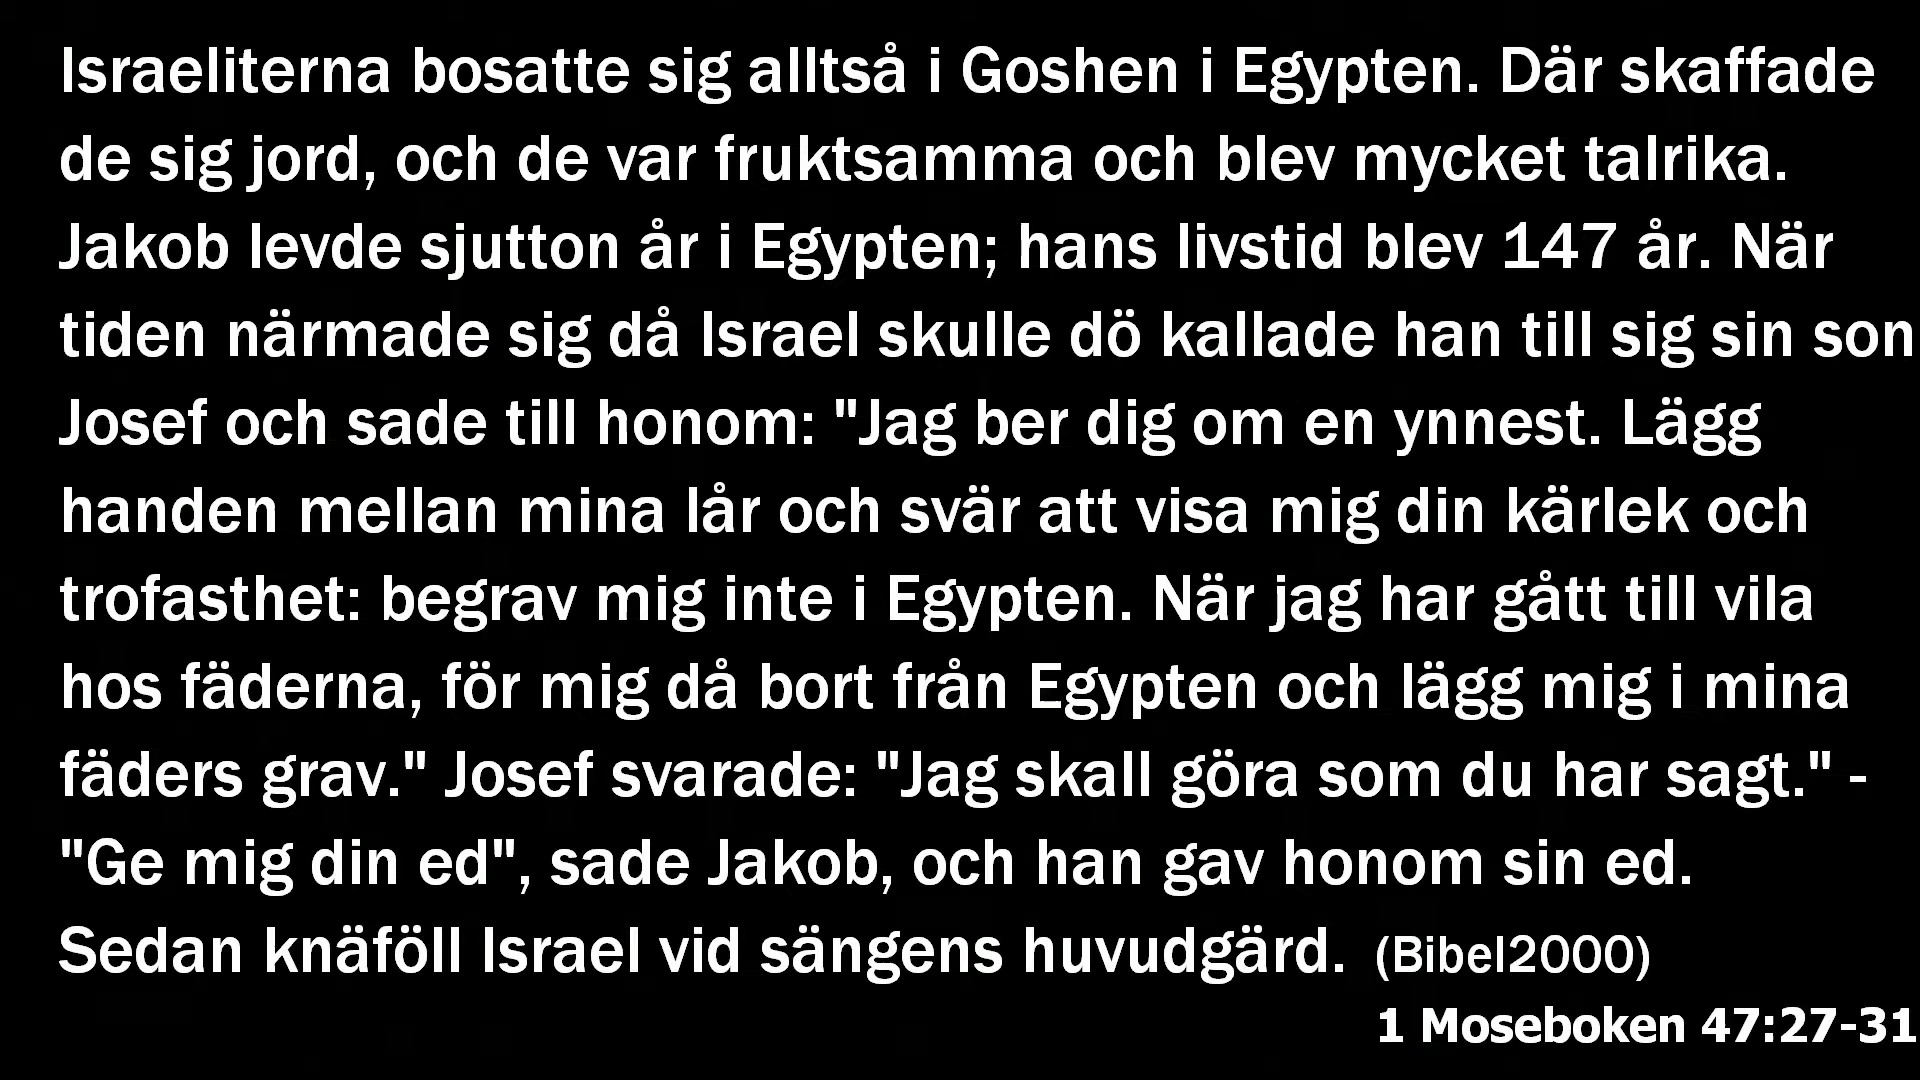 Israeliterna bosatte sig alltså i Goshen i Egypten. Där skaffade
de sig jord, och de var fruktsamma och blev mycket talrika.
Jakob levde sjutton år i Egypten; hans livstid blev 147 år. När
tiden närmade sig då Israel skulle dö kallade han till sig sin son
Josef och sade till honom: "Jag ber dig om en ynnest. Lägg
handen mellan mina lår och svär att visa mig din kärlek och
trofasthet: begrav mig inte i Egypten. När jag har gått till vila
hos fäderna, för mig då bort från Egypten och lägg mig i mina
fäders grav." Josef svarade: "Jag skall göra som du har sagt." -
"Ge mig din ed", sade Jakob, och han gav honom sin ed.
Sedan knäföll Israel vid sängens huvudgärd. (Bibel2000)
1 Moseboken 47:27-31